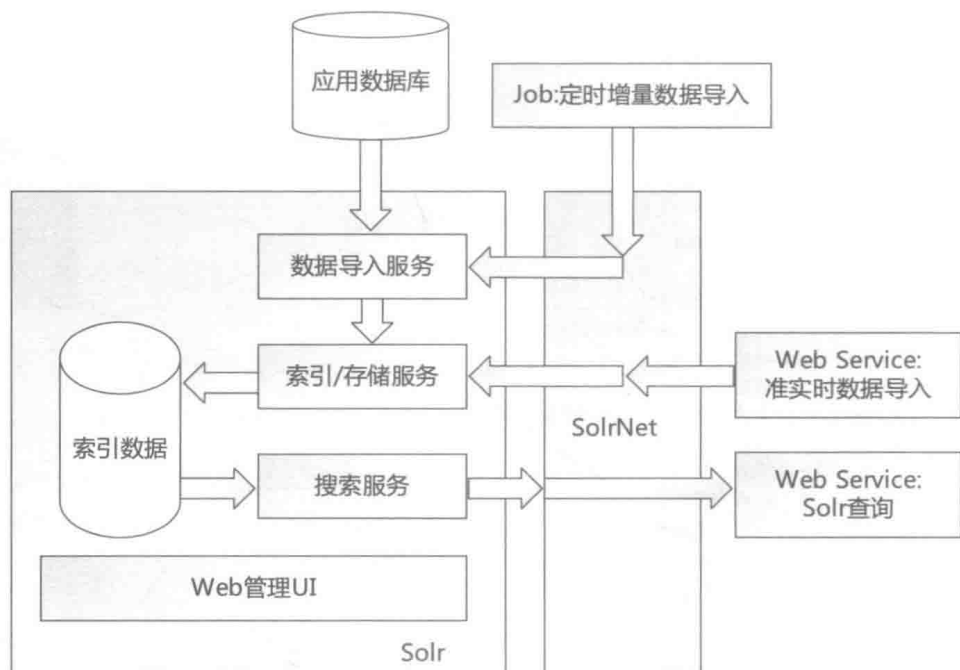 应用数据库
Job:定时增量数据导入
数据导入服务
索引/存储服务
Web Service:
准实时数据导入
SolrNet
索引数据
搜索服务
Web Service:
Solr查询
Web管理UI
Solr